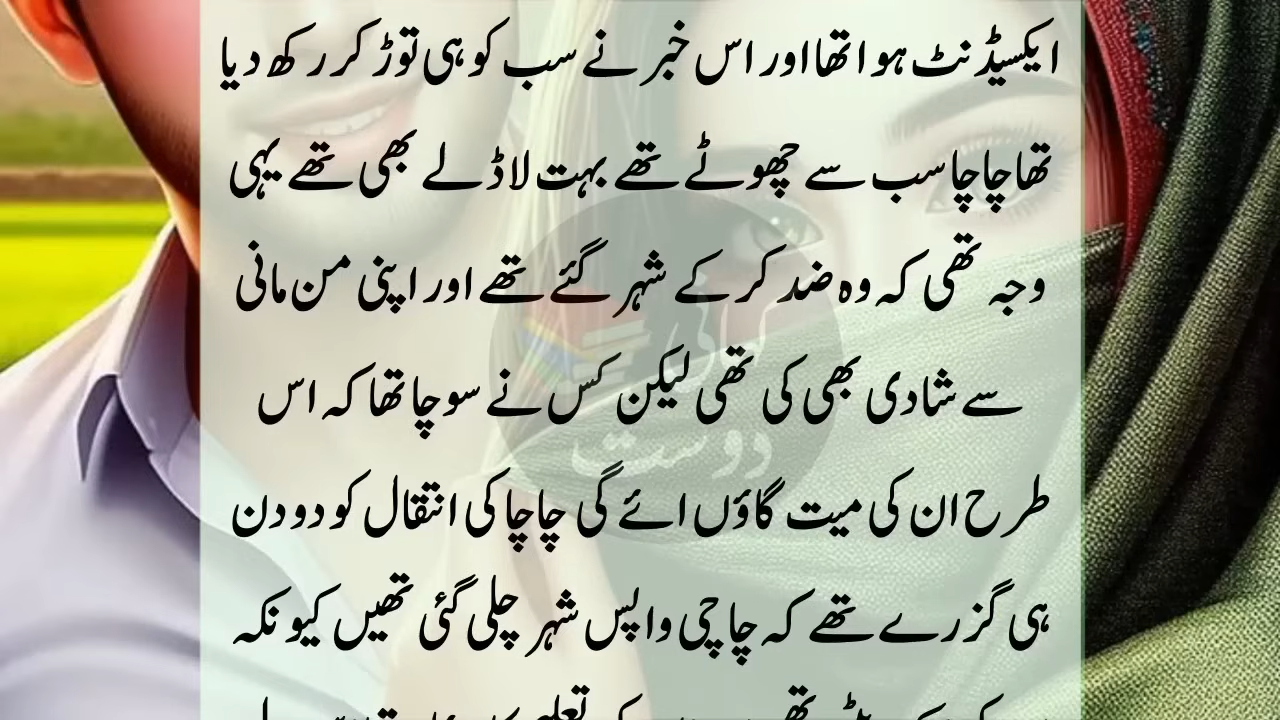 ایکسیڈنٹ ہوا تھا اور اس خبر نے سب کو ہی توڑ کر رکھ دیا
تھا چاچا سب سے چھوٹے تھے بہت لاڈلے بھی تھے یہی
وجہ تھی کہ وہ ضد کر کے شہر گئے تھے اور اپنی من مانی
سے شادی بھی کی تھی لیکن کس نے سوچا تھا کہ اس
طرح ان کی میت گاؤں ائے گی چاچا کی انتقال کو دو دن
ہی گزرے تھے کہ چاچی واپس شہر چلی گئی تھیں کیونکہ
دوست